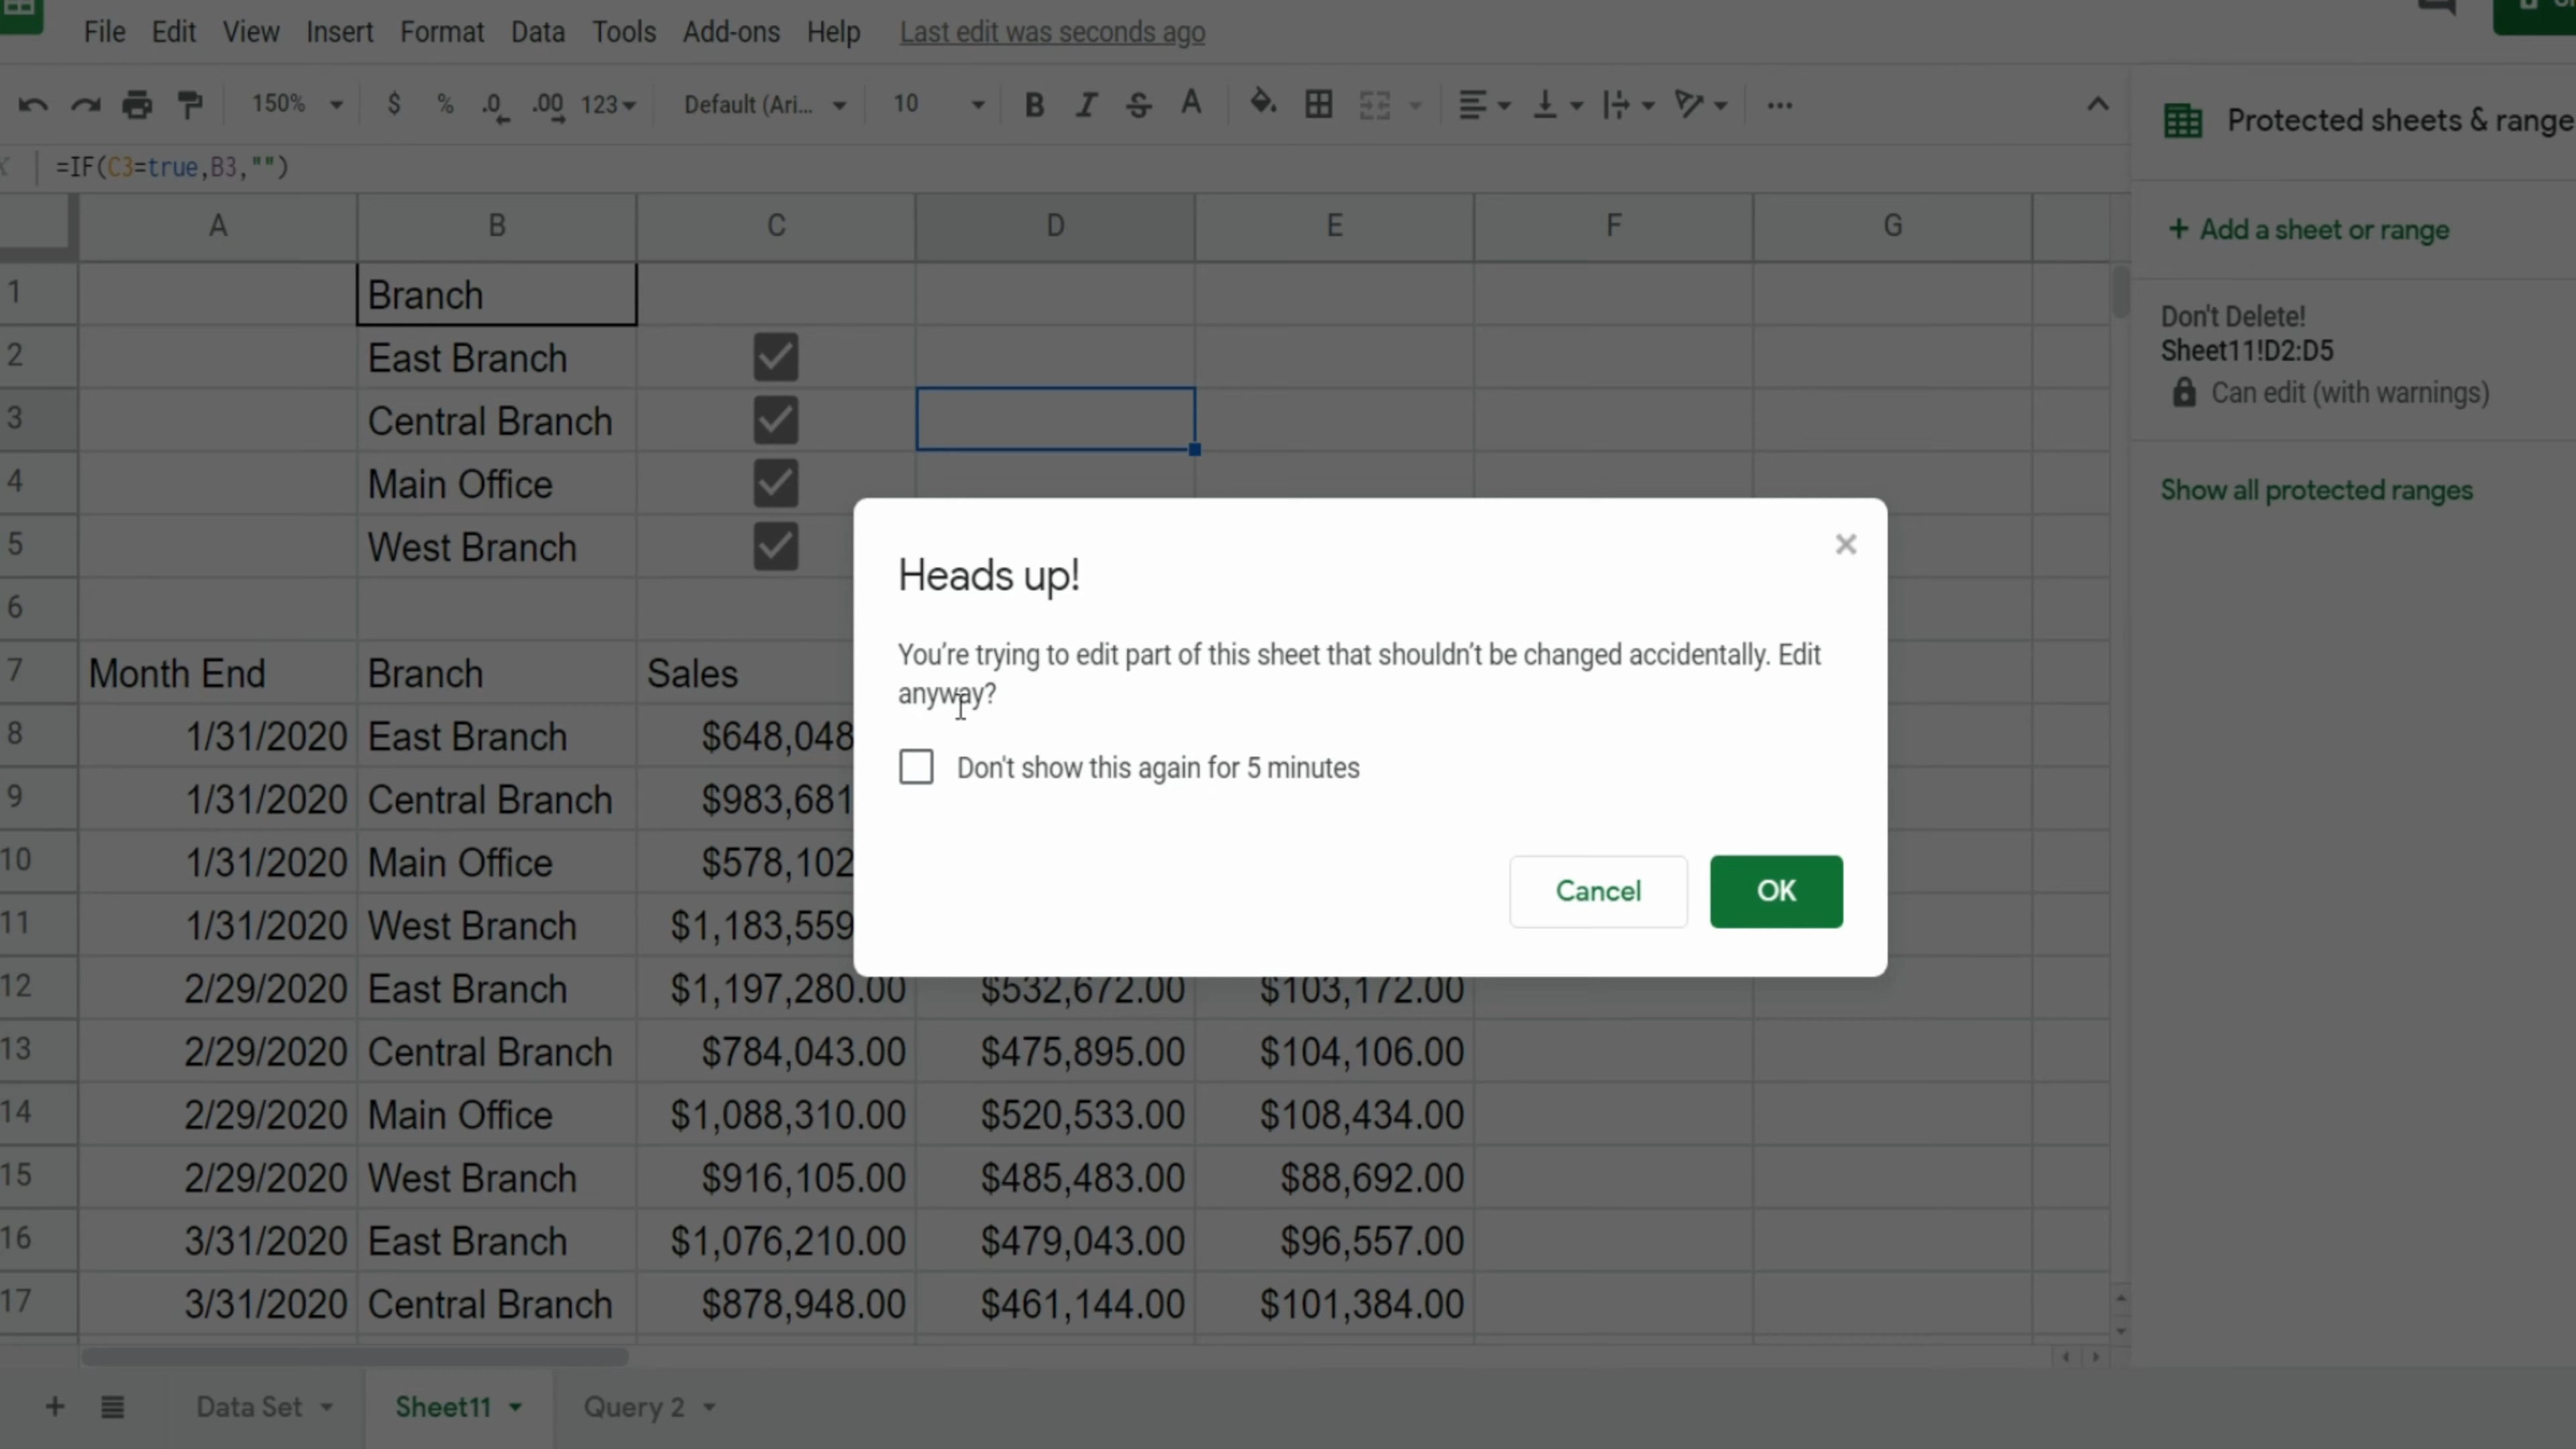 File Edit View Insert Format Data Tools Add-ons Help Last edit was seconds ago
150% $ % .0 .00 123 Default (Ari... 10 B I S A
Protected sheets & range
=IF(C3=true,B3,"")
A B C D E F G
+ Add a sheet or range
1 Branch
2 East Branch
3 Central Branch
4 Main Office
5 West Branch
6
Don't Delete!
Sheet11!D2:D5
Can edit (with warnings)
Show all protected ranges
Heads up!
You're trying to edit part of this sheet that shouldn't be changed accidentally. Edit
anyway?
Don't show this again for 5 minutes
Cancel OK
7 Month End Branch Sales
8 1/31/2020 East Branch $648,048
9 1/31/2020 Central Branch $983,681
10 1/31/2020 Main Office $578,102
11 1/31/2020 West Branch $1,183,559
12 2/29/2020 East Branch $1,197,280.00 $532,672.00 $103,172.00
13 2/29/2020 Central Branch $784,043.00 $475,895.00 $104,106.00
14 2/29/2020 Main Office $1,088,310.00 $520,533.00 $108,434.00
15 2/29/2020 West Branch $916,105.00 $485,483.00 $88,692.00
16 3/31/2020 East Branch $1,076,210.00 $479,043.00 $96,557.00
17 3/31/2020 Central Branch $878,948.00 $461,144.00 $101,384.00
Data Set Sheet11 Query 2